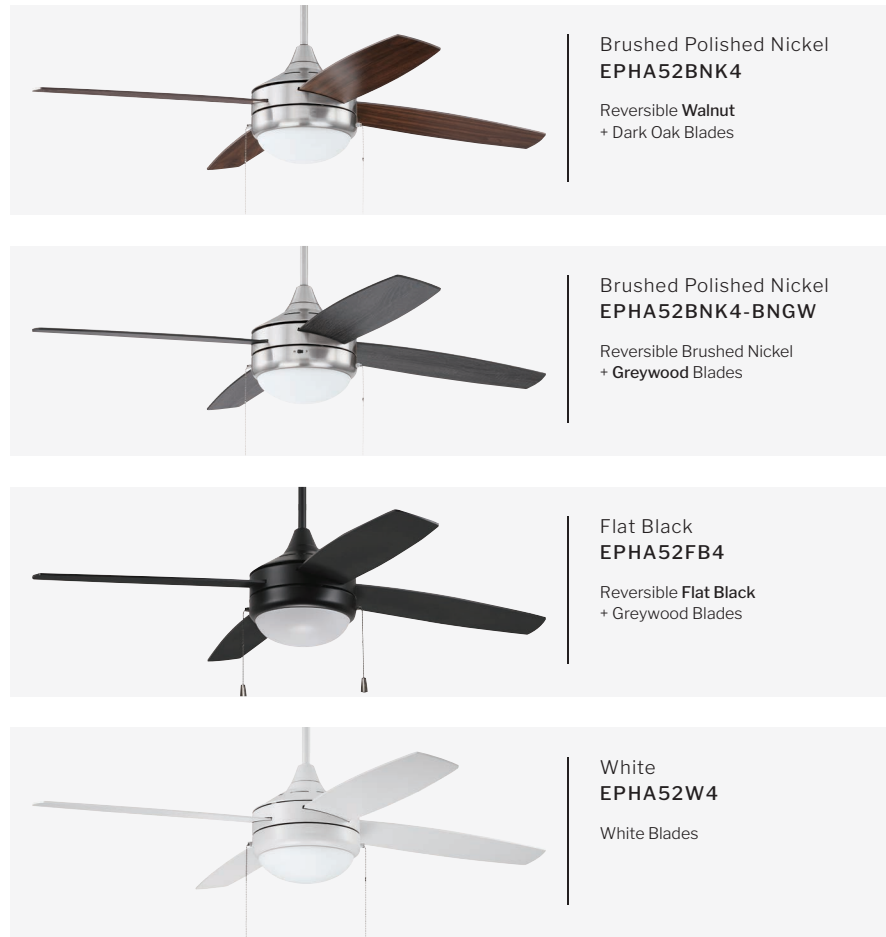 Brushed Polished Nickel
EPHA52BNK4
Reversible Walnut
+ Dark Oak Blades
Brushed Polished Nickel
EPHA52BNK4-BNGW
Reversible Brushed Nickel
+ Greywood Blades
Flat Black
EPHA52FB4
Reversible Flat Black
+ Greywood Blades
White
EPHA52W4
White Blades